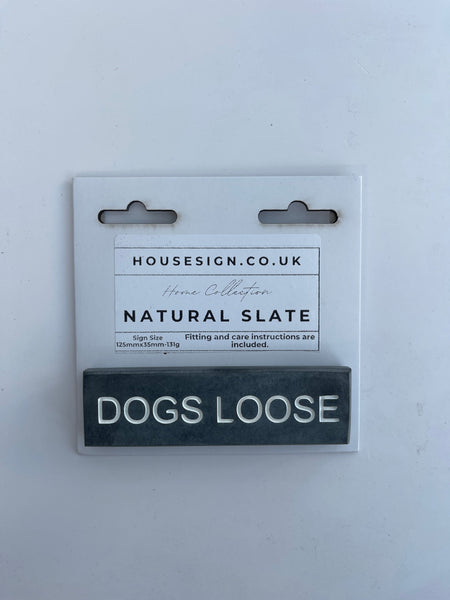 HOUSESIGN.CO.UK
Home Collection
NATURAL SLATE
Sign Size
125mmx35mm-131g
Fitting and care instructions are
included.
DOGS LOOSE